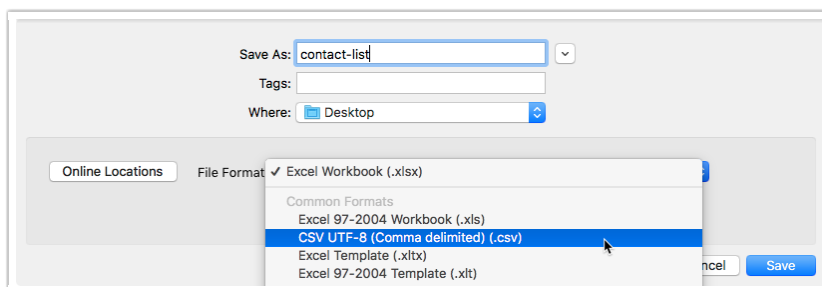 Save As: contact-list
Tags:
Where: Desktop
Online Locations File Format ✓ Excel Workbook (.xlsx)
Common Formats
Excel 97-2004 Workbook (.xls)
CSV UTF-8 (Comma delimited) (.csv)
Excel Template (.xltx)
Excel 97-2004 Template (.xlt)
ncel Save